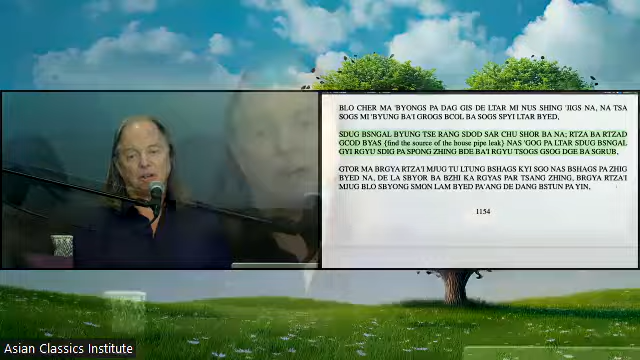 BLO CHER MA 'BYONGS PA DAG GIS DE LTAR MI NUS SHING 'JIGS NA, NA TSA
SOGS MI 'BYUNG BA'I GROGS BCOL BA SOGS SPYI LTAR BYED,
SDUG BSNGAL BYUNG TSE RANG SDOD SAR CHU SHOR BA NA; RTZA BA RTZAD
GCOD BYAS {find the source of the house pipe leak} NAS 'GOG PA LTAR SDUG BSNGAL
GYI RGYU SDIG PA SPONG ZHING BDE BA'I RGYU TSOGS GSOG DGE BA SGRUB,
GTOR MA BRGYA RTZA'I MJUG TU LTUNG BSHAGS KYI SGO NAS BSHAGS PA ZHIG
BYED NA, DE LA SBYOR BA BZHI KA RGYAS PAR TSANG ZHING, BRGYA RTZA'I
MJUG BLO SBYONG SMON LAM BYED PA'ANG DE DANG BSTUN PA YIN,
1154
Asian Classics Institute